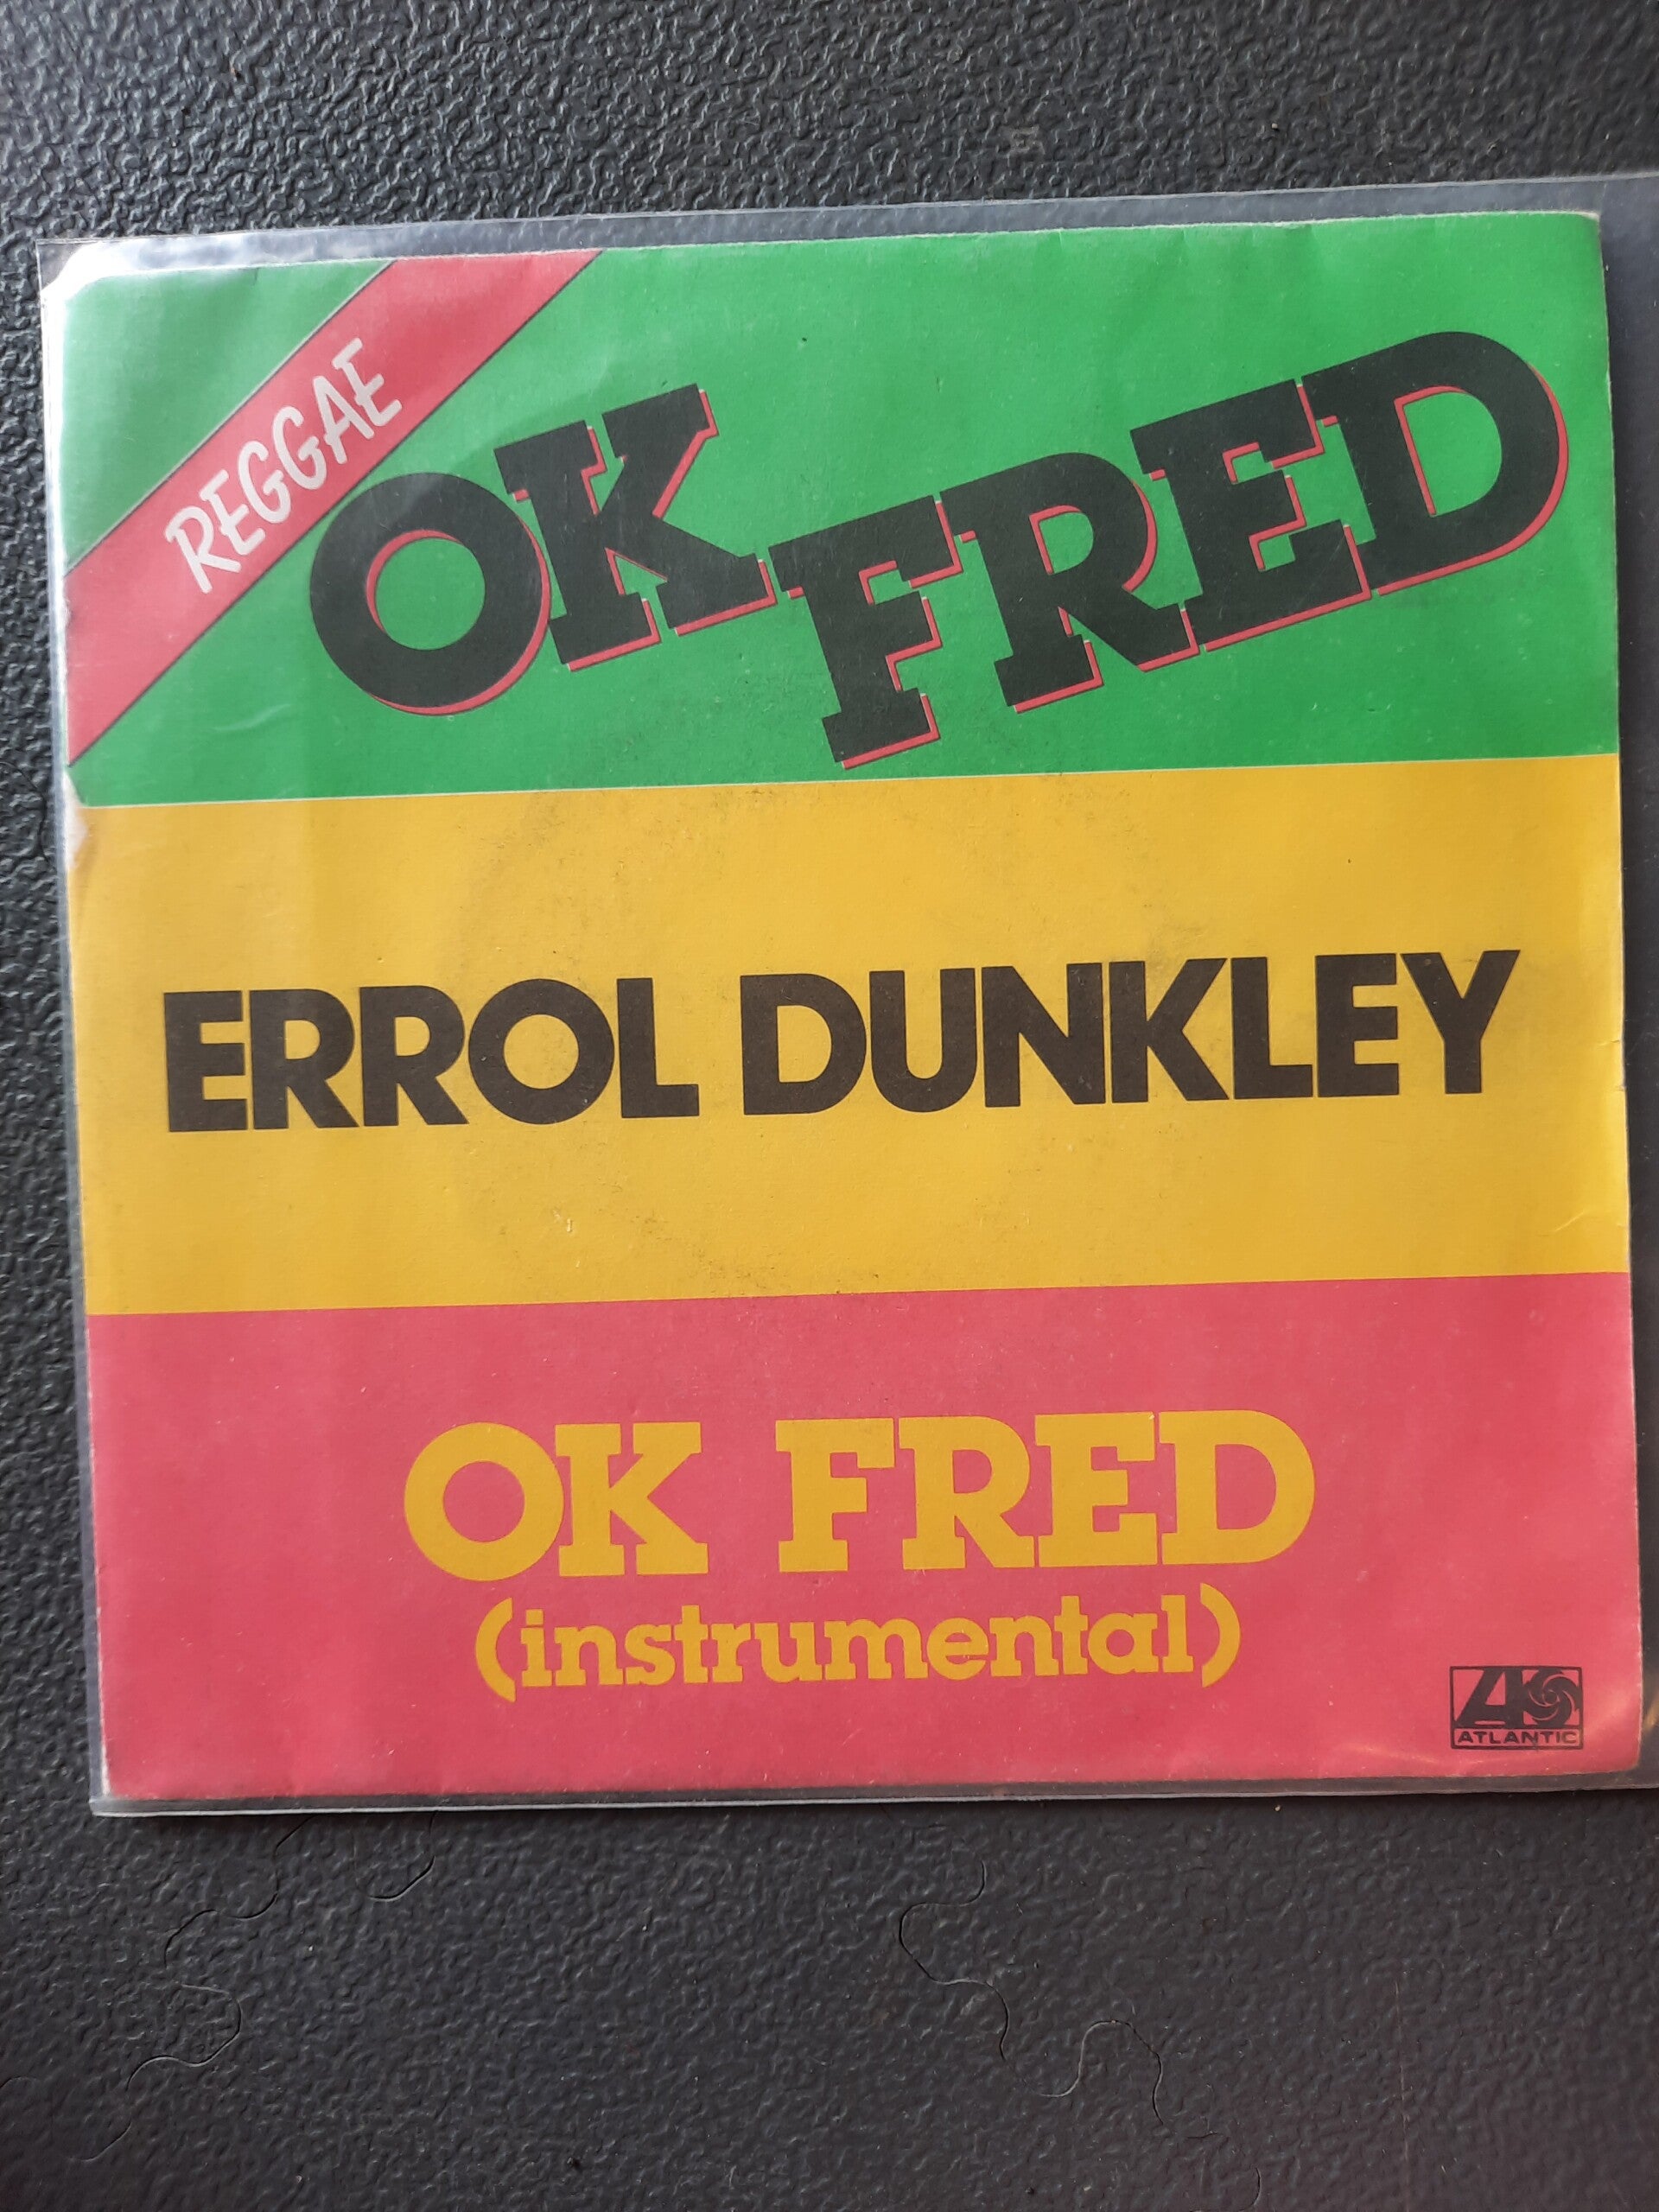 REGGAE
OK FRED
ERROL DUNKLEY
OK FRED
(instrumental)
ATLANTIC